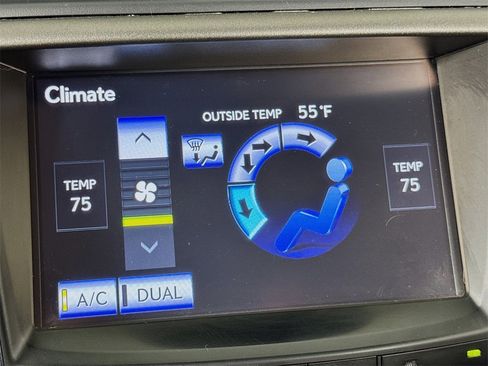 Climate
OUTSIDE TEMP 55°F
TEMP
75
TEMP
75
A/C
DUAL